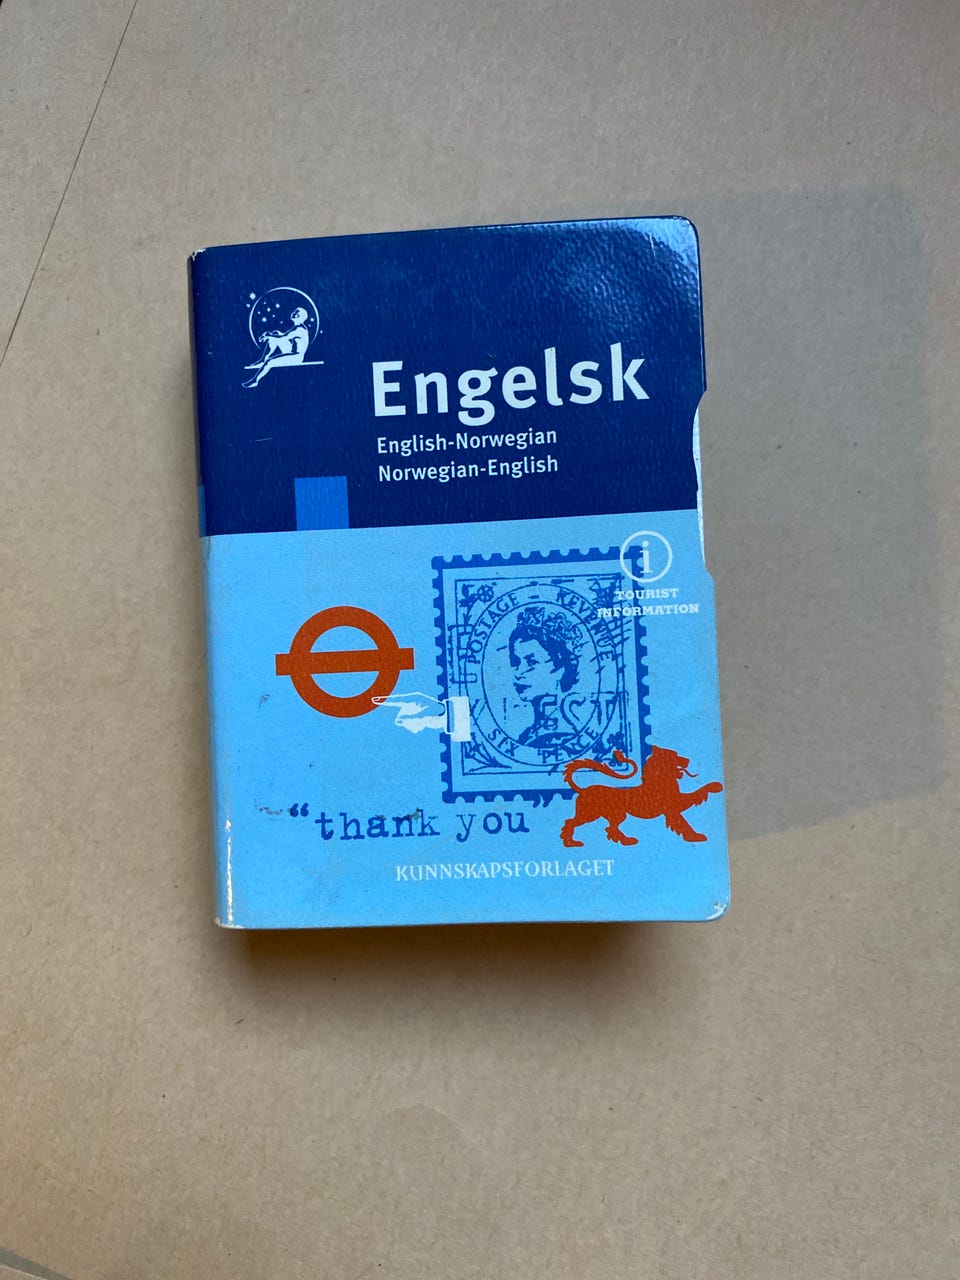 Engelsk
English-Norwegian
Norwegian-English
i
TOURIST
INFORMATION
POSTAGE - REVENUE
SIX PENCE
"thank you"
KUNNSKAPSFORLAGET